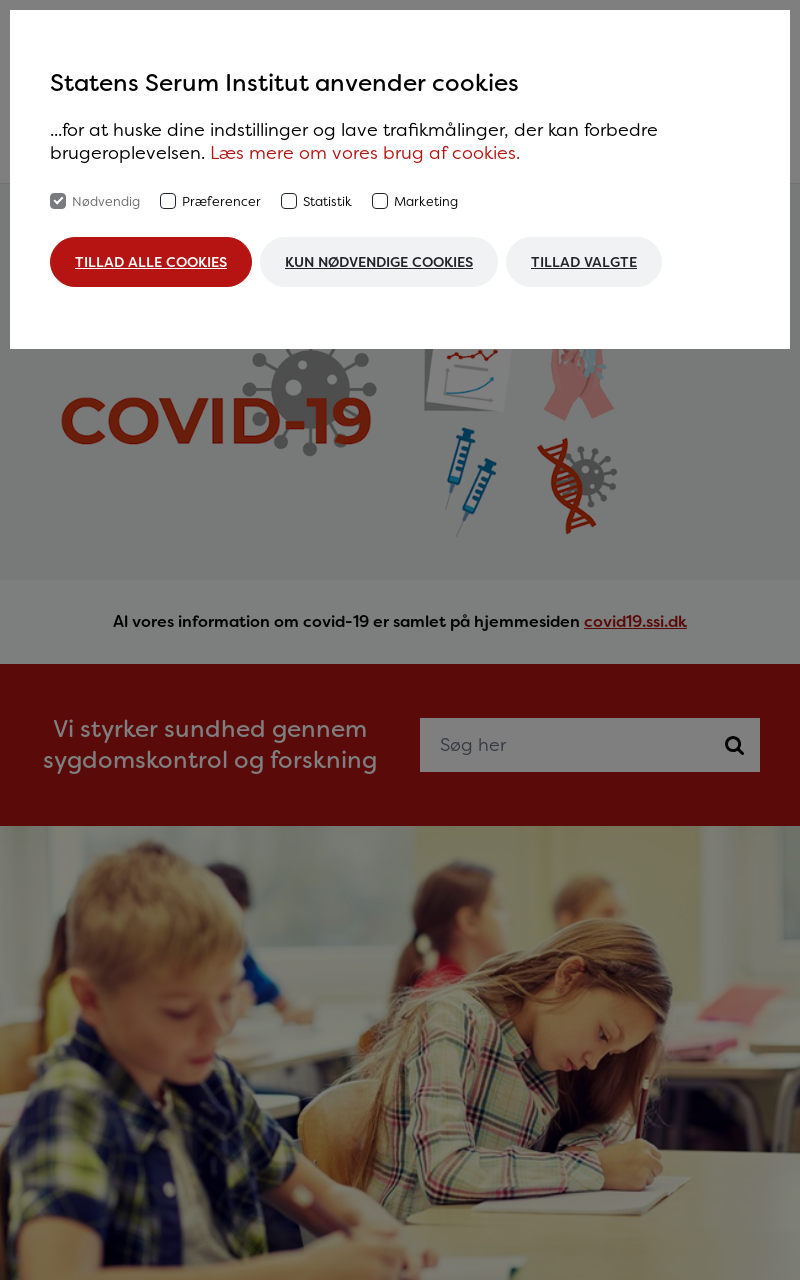 Statens Serum Institut anvender cookies
...for at huske dine indstillinger og lave trafikmålinger, der kan forbedre
brugeroplevelsen. Læs mere om vores brug af cookies.
Nødvendig Præferencer Statistik Marketing
TILLAD ALLE COOKIES KUN NØDVENDIGE COOKIES TILLAD VALGTE
COVID-19
Al vores information om covid-19 er samlet på hjemmesiden covid19.ssi.dk
Vi styrker sundhed gennem
sygdomskontrol og forskning
Søg her